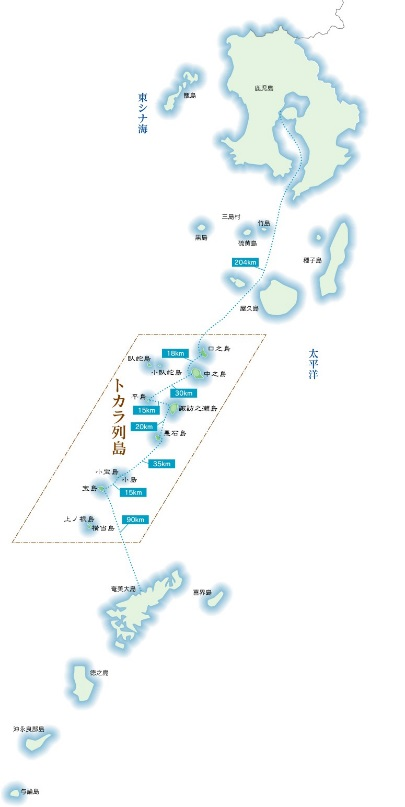 鹿児島
甑島
東シナ海
三島村
竹島
黒島
硫黄島
種子島
204km
屋久島
太平洋
口之島
18km
臥蛇島
小臥蛇島
中之島
トカラ列島
30km
平島
15km
諏訪之瀬島
20km
悪石島
35km
小宝島
小島
宝島
15km
上ノ根島
横当島
90km
奄美大島
喜界島
徳之島
沖永良部島
与論島